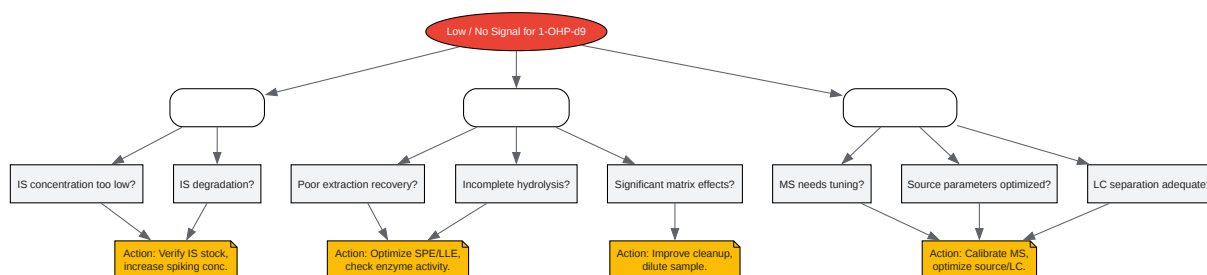 Low / No Signal for 1-OHP-d9
IS concentration too low?
IS degradation?
Poor extraction recovery?
Incomplete hydrolysis?
Significant matrix effects?
MS needs tuning?
Source parameters optimized?
LC separation adequate?
Action: Verify IS stock,
increase spiking conc.
Action: Optimize SPE/LLE,
check enzyme activity.
Action: Improve cleanup,
dilute sample.
Action: Calibrate MS,
optimize source/LC.